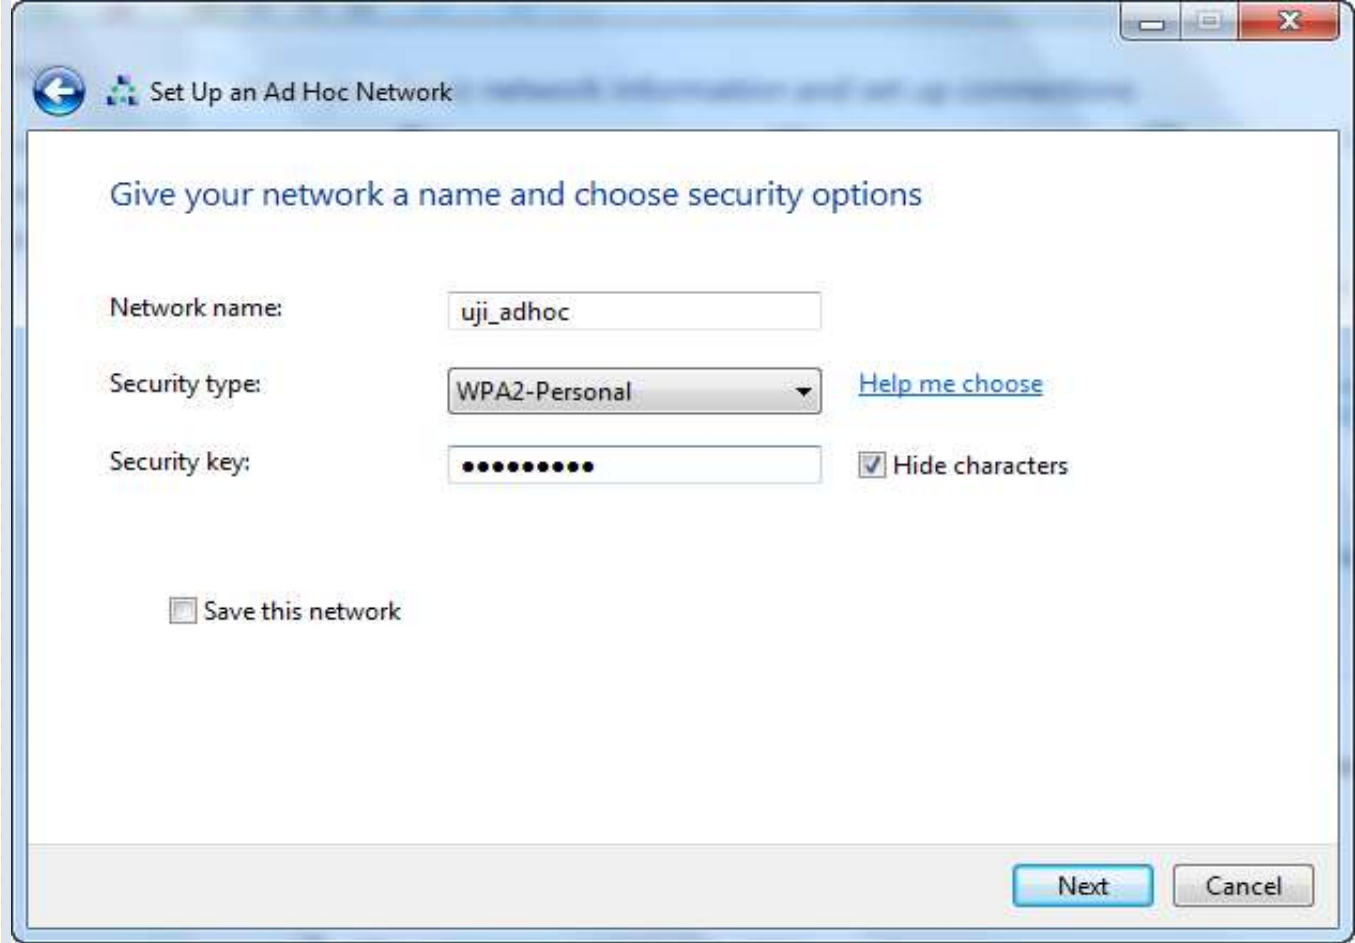 Set Up an Ad Hoc Network
Give your network a name and choose security options
Network name: uji_adhoc
Security type: WPA2-Personal Help me choose
Security key: ●●●●●●●●● Hide characters
Save this network
Next Cancel